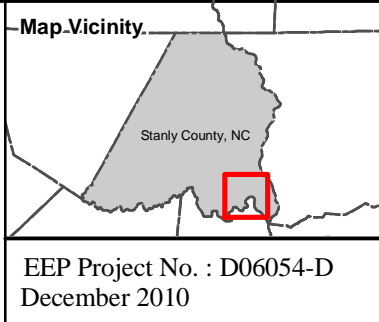 Map Vicinity
Stanly County, NC
EEP Project No. : D06054-D
December 2010